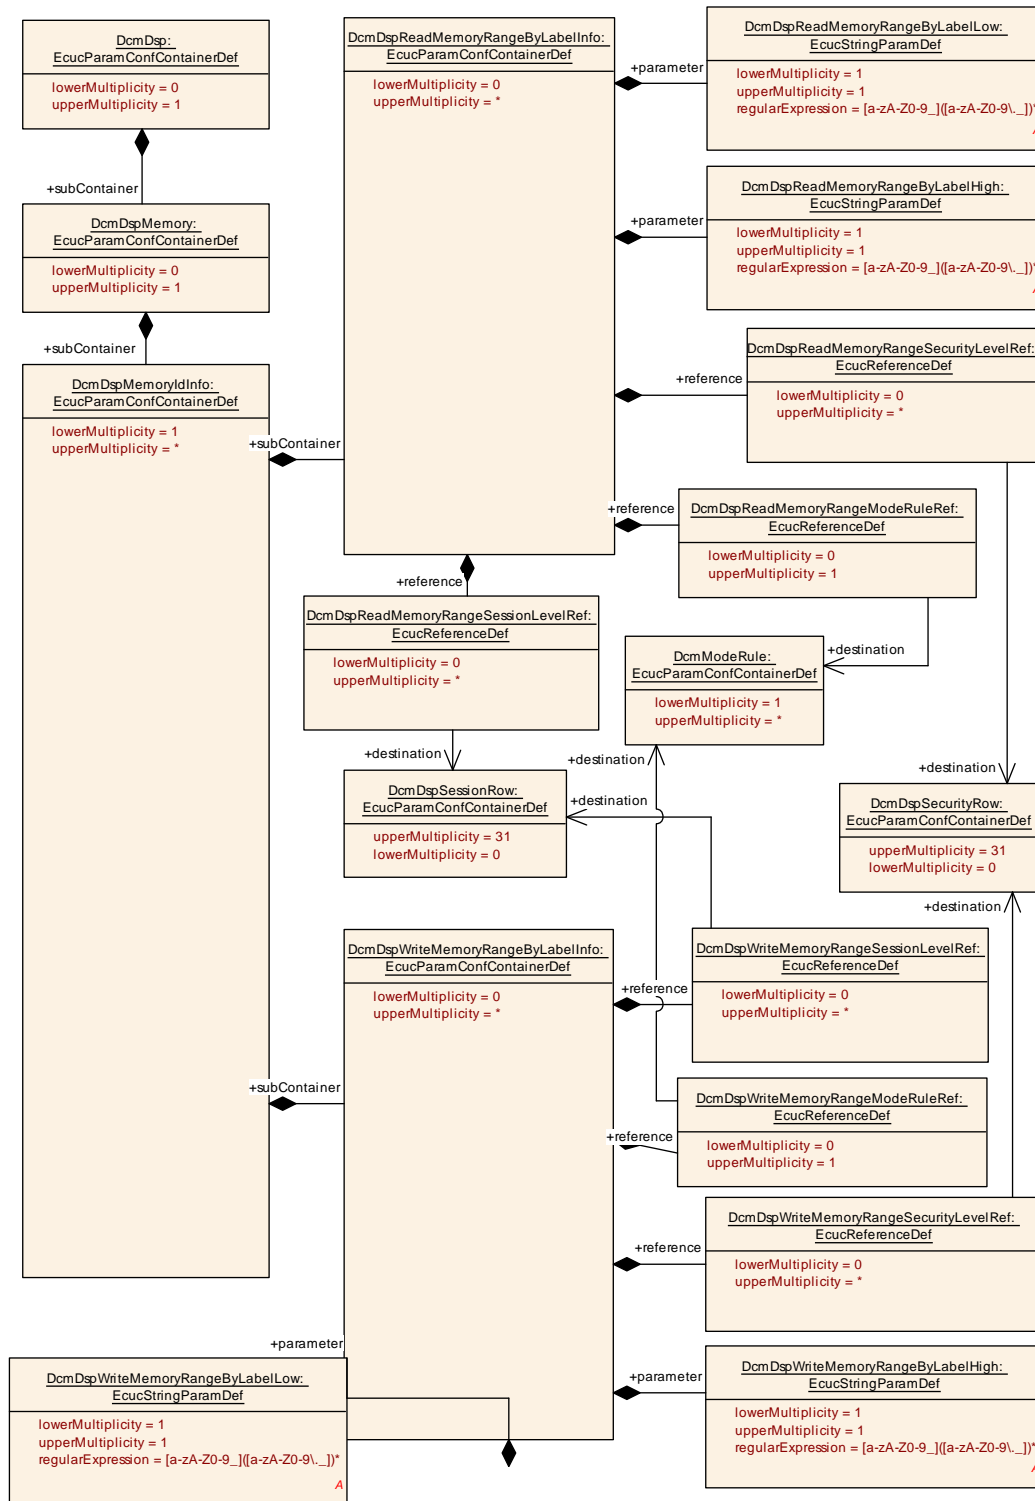 DcmDsp:
EcucParamConfContainerDef
lowerMultiplicity = 0
upperMultiplicity = 1
+subContainer
DcmDspMemory:
EcucParamConfContainerDef
lowerMultiplicity = 0
upperMultiplicity = 1
+subContainer
DcmDspMemoryIdInfo:
EcucParamConfContainerDef
lowerMultiplicity = 1
upperMultiplicity = *
+subContainer
DcmDspReadMemoryRangeByLabelInfo:
EcucParamConfContainerDef
lowerMultiplicity = 0
upperMultiplicity = *
+parameter
DcmDspReadMemoryRangeByLabelLow:
EcucStringParamDef
lowerMultiplicity = 1
upperMultiplicity = 1
regularExpression = [a-zA-Z0-9_]([a-zA-Z0-9\._])*
+parameter
DcmDspReadMemoryRangeByLabelHigh:
EcucStringParamDef
lowerMultiplicity = 1
upperMultiplicity = 1
regularExpression = [a-zA-Z0-9_]([a-zA-Z0-9\._])*
+reference
DcmDspReadMemoryRangeSecurityLevelRef:
EcucReferenceDef
lowerMultiplicity = 0
upperMultiplicity = *
+reference
DcmDspReadMemoryRangeModeRuleRef:
EcucReferenceDef
lowerMultiplicity = 0
upperMultiplicity = 1
+reference
DcmDspReadMemoryRangeSessionLevelRef:
EcucReferenceDef
lowerMultiplicity = 0
upperMultiplicity = *
+destination
DcmModeRule:
EcucParamConfContainerDef
lowerMultiplicity = 1
upperMultiplicity = *
+destination
+destination
+destination
DcmDspSessionRow:
EcucParamConfContainerDef
upperMultiplicity = 31
lowerMultiplicity = 0
+destination
DcmDspSecurityRow:
EcucParamConfContainerDef
upperMultiplicity = 31
lowerMultiplicity = 0
+destination
DcmDspWriteMemoryRangeByLabelInfo:
EcucParamConfContainerDef
lowerMultiplicity = 0
upperMultiplicity = *
+subContainer
+reference
DcmDspWriteMemoryRangeSessionLevelRef:
EcucReferenceDef
lowerMultiplicity = 0
upperMultiplicity = *
+reference
DcmDspWriteMemoryRangeModeRuleRef:
EcucReferenceDef
lowerMultiplicity = 0
upperMultiplicity = 1
+reference
DcmDspWriteMemoryRangeSecurityLevelRef:
EcucReferenceDef
lowerMultiplicity = 0
upperMultiplicity = *
+parameter
DcmDspWriteMemoryRangeByLabelLow:
EcucStringParamDef
lowerMultiplicity = 1
upperMultiplicity = 1
regularExpression = [a-zA-Z0-9_]([a-zA-Z0-9\._])*
A
+parameter
DcmDspWriteMemoryRangeByLabelHigh:
EcucStringParamDef
lowerMultiplicity = 1
upperMultiplicity = 1
regularExpression = [a-zA-Z0-9_]([a-zA-Z0-9\._])*